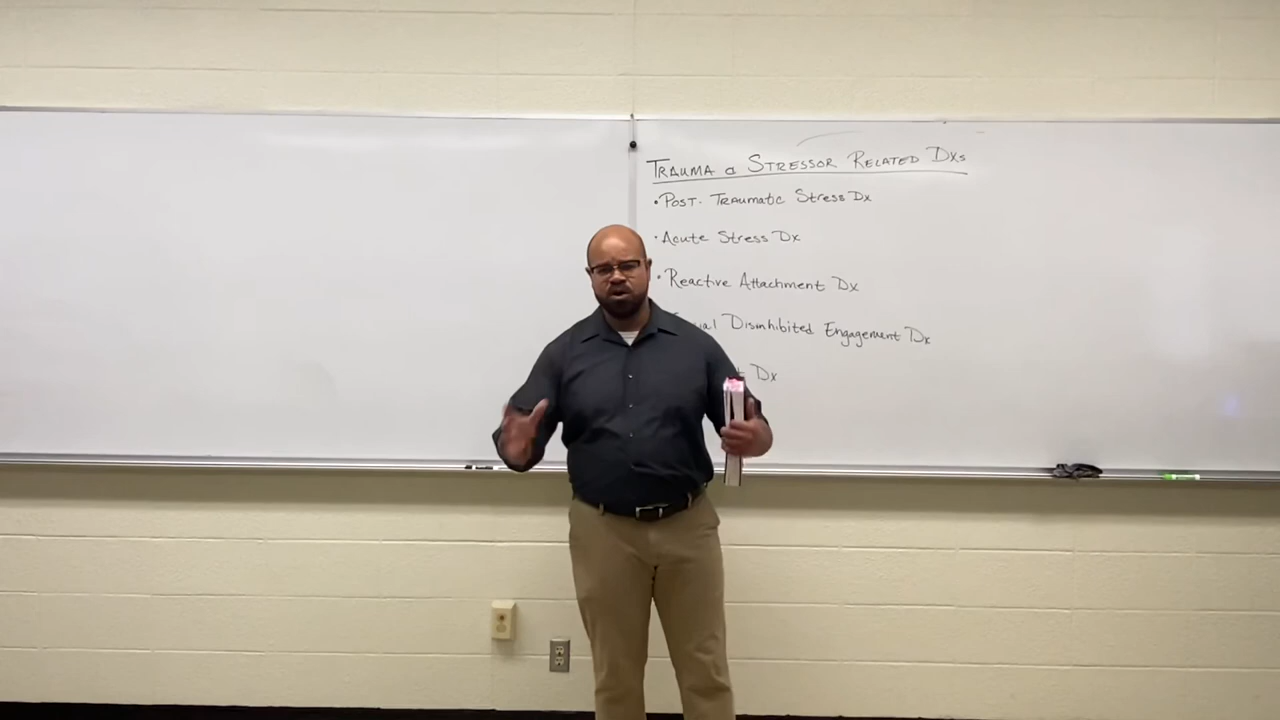 Trauma & Stressor Related Dxs
• Post-Traumatic Stress Dx
• Acute Stress Dx
• Reactive Attachment Dx
Disinhibited Engagement Dx
Dx